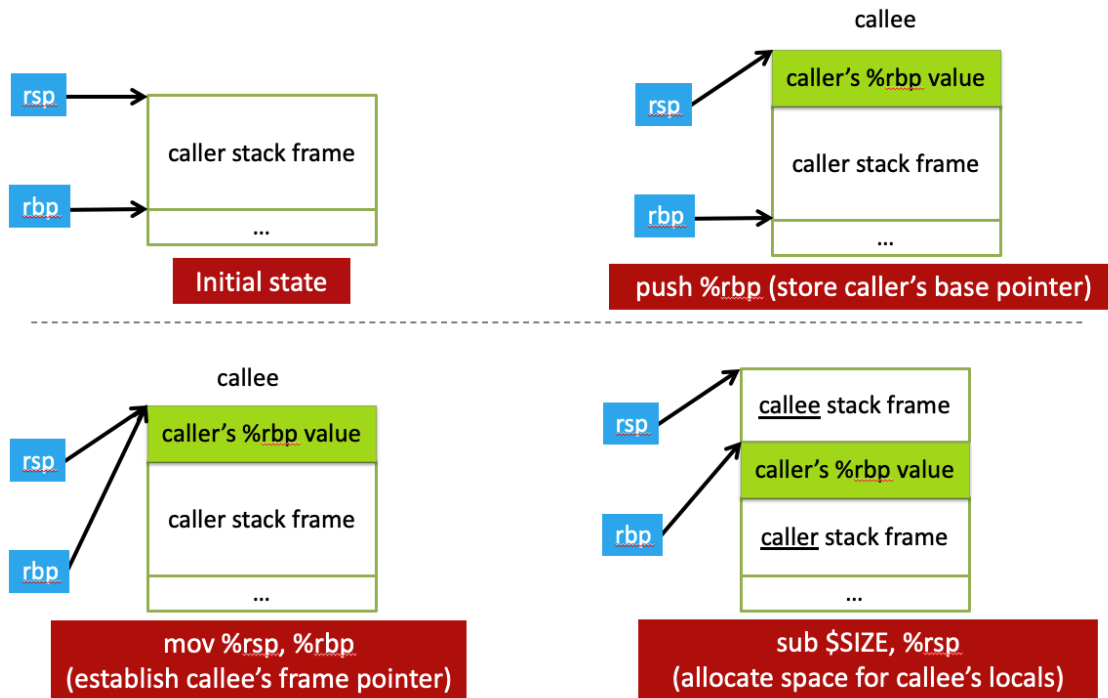 rsp
caller stack frame
rbp
...
Initial state
callee
caller’s %rbp value
rsp
caller stack frame
rbp
...
push %rbp (store caller’s base pointer)
callee
caller’s %rbp value
rsp
caller stack frame
rbp
...
mov %rsp, %rbp
(establish callee’s frame pointer)
callee stack frame
rsp
caller’s %rbp value
rbp
caller stack frame
...
sub $SIZE, %rsp
(allocate space for callee’s locals)